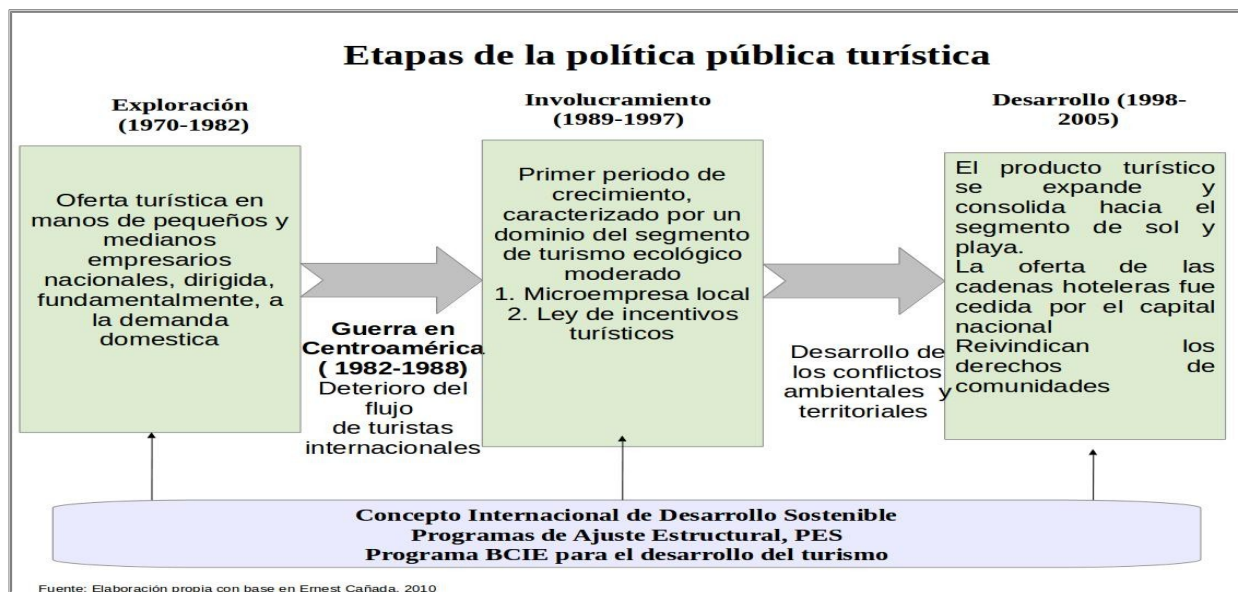 Etapas de la política pública turística
Exploración
(1970-1982)
Oferta turística en
manos de pequeños y
medianos
empresarios
nacionales, dirigida,
fundamentalmente, a
la demanda
domestica
Guerra en
Centroamérica
( 1982-1988)
Deterioro del
flujo
de turistas
internacionales
Involucramiento
(1989-1997)
Primer periodo de
crecimiento,
caracterizado por un
dominio del segmento
de turismo ecológico
moderado
1. Microempresa local
2. Ley de incentivos
turísticos
Desarrollo de
los conflictos
ambientales y
territoriales
Desarrollo (1998-
2005)
El producto turístico
se expande y
consolida hacia el
segmento de sol y
playa.
La oferta de las
cadenas hoteleras fue
cedida por el capital
nacional
Reivindican los
derechos de
comunidades
Concepto Internacional de Desarrollo Sostenible
Programas de Ajuste Estructural, PES
Programa BCIE para el desarrollo del turismo
Fuente: Elaboración propia con base en Ernest Cañada, 2010